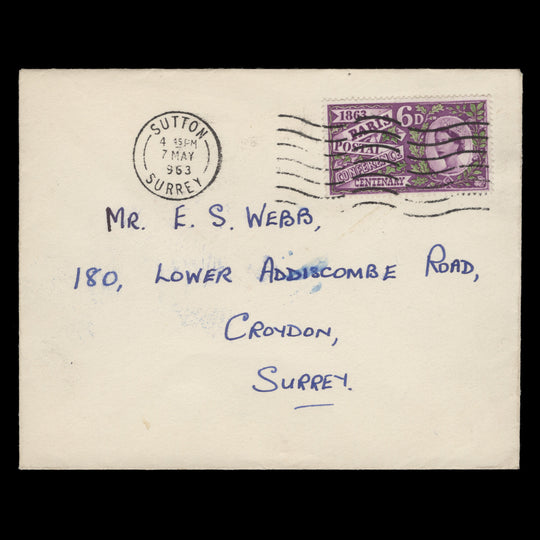 SUTTON
4 15PM
7 MAY
963
SURREY
1863
PARIS
POSTAL
CONFERENCE
CENTENARY
6D
MR. E. S. WEBB,
180, LOWER ADDISCOMBE ROAD,
CROYDON,
SURREY.